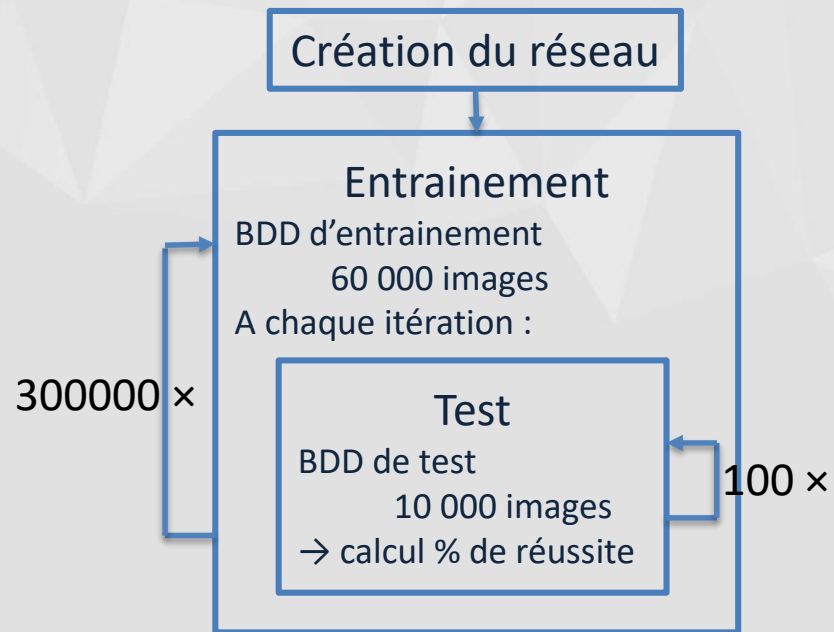 Création du réseau
Entrainement
BDD d'entrainement
60 000 images
A chaque itération :
300000 ×
Test
BDD de test
10 000 images
→ calcul % de réussite
100 ×